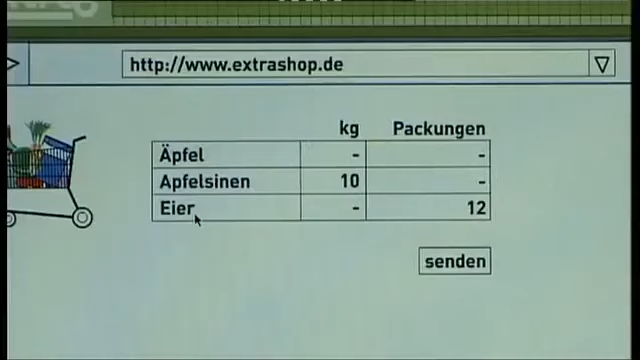 http://www.extrashop.de
kg Packungen
Äpfel - -
Apfelsinen 10 -
Eier - 12
senden